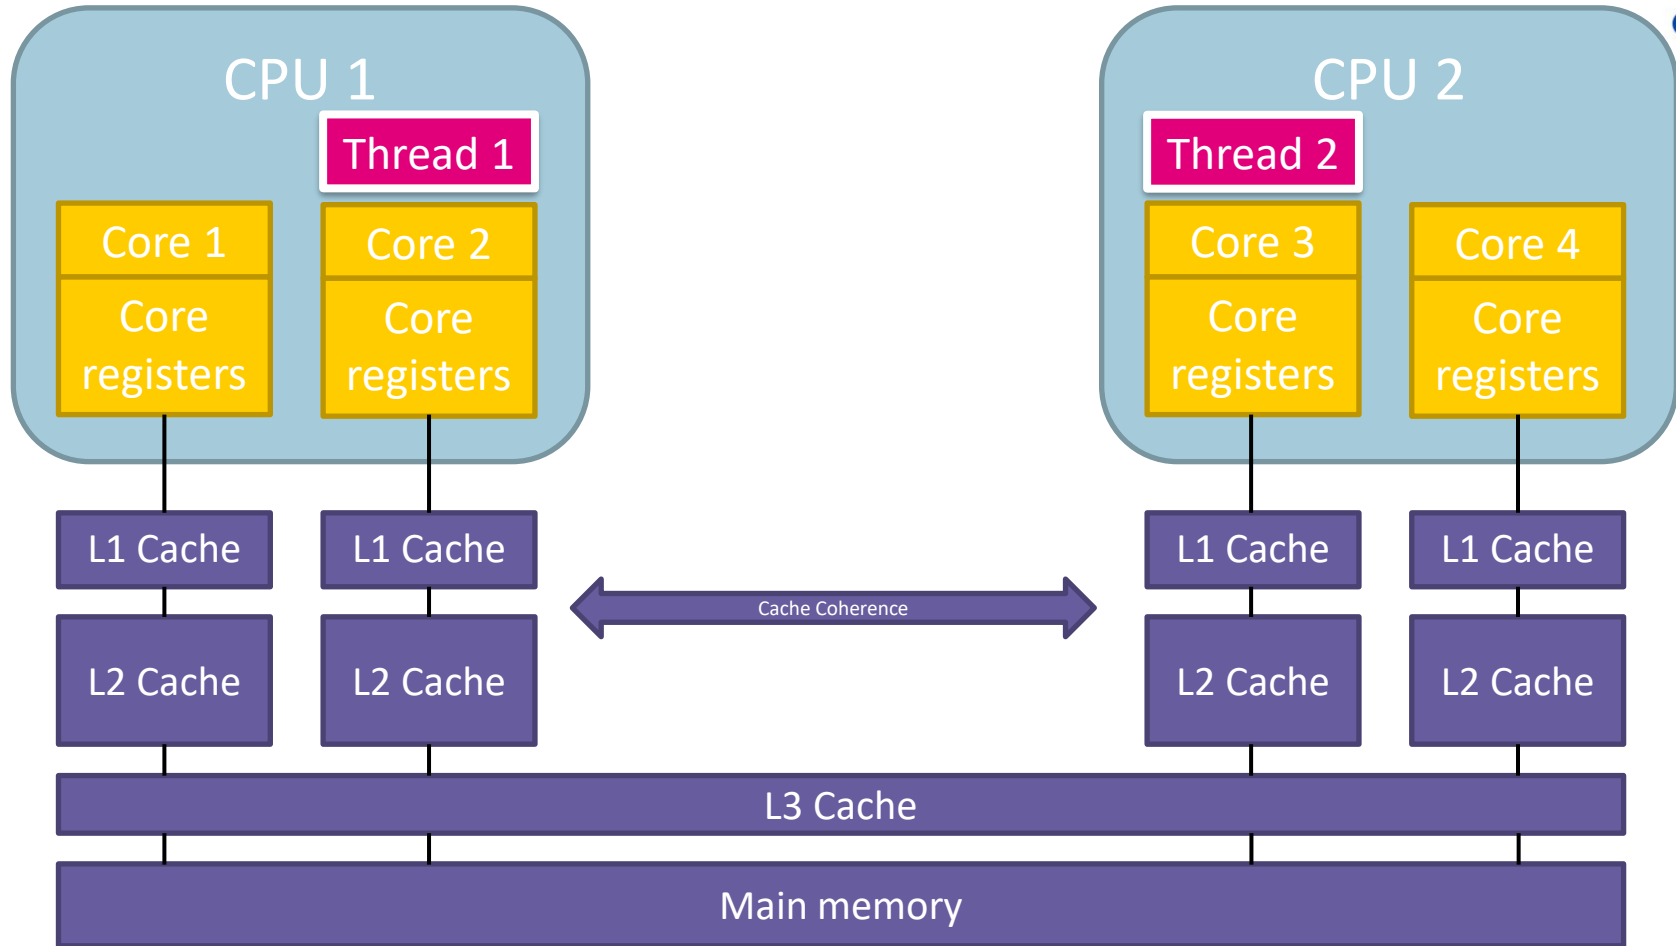 CPU 1
CPU 2
Thread 1
Thread 2
Core 1
Core 2
Core 3
Core 4
Core
registers
Core
registers
Core
registers
Core
registers
L1 Cache
L1 Cache
L1 Cache
L1 Cache
Cache Coherence
L2 Cache
L2 Cache
L2 Cache
L2 Cache
L3 Cache
Main memory